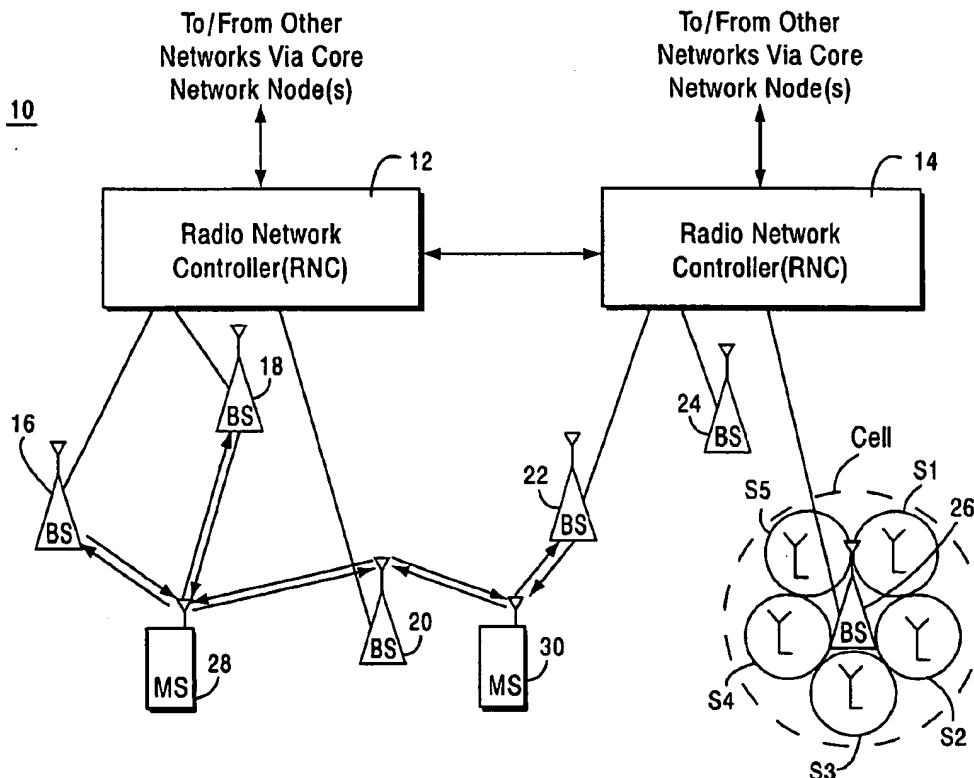 To/From Other
Networks Via Core
Network Node(s)
To/From Other
Networks Via Core
Network Node(s)
10
12
14
Radio Network
Controller(RNC)
Radio Network
Controller(RNC)
18
BS
16
BS
22
BS
24
BS
Cell
S5
S1
26
BS
20
BS
28
MS
30
MS
S4
S2
S3